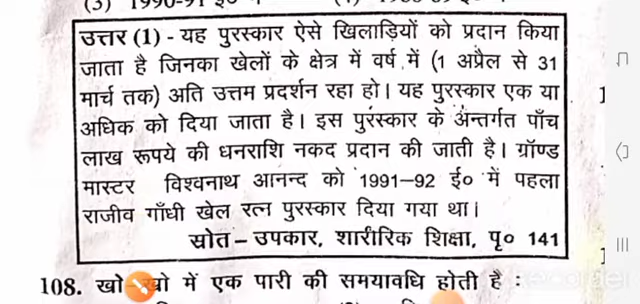 (3) 1990-91 ई०
उत्तर (1) - यह पुरस्कार ऐसे खिलाड़ियों को प्रदान किया
जाता है जिनका खेलों के क्षेत्र में वर्ष में (1 अप्रैल से 31
मार्च तक) अति उत्तम प्रदर्शन रहा हो। यह पुरस्कार एक या
अधिक को दिया जाता है। इस पुरस्कार के अन्तर्गत पाँच
लाख रूपये की धनराशि नकद प्रदान की जाती है। ग्रॉण्ड
मास्टर विश्वनाथ आनन्द को 1991–92 ई० में पहला
राजीव गाँधी खेल रत्न पुरस्कार दिया गया था।
स्रोत – उपकार, शारीरिक शिक्षा, पृ० 141
108. खो में एक पारी की समयावधि होती है :